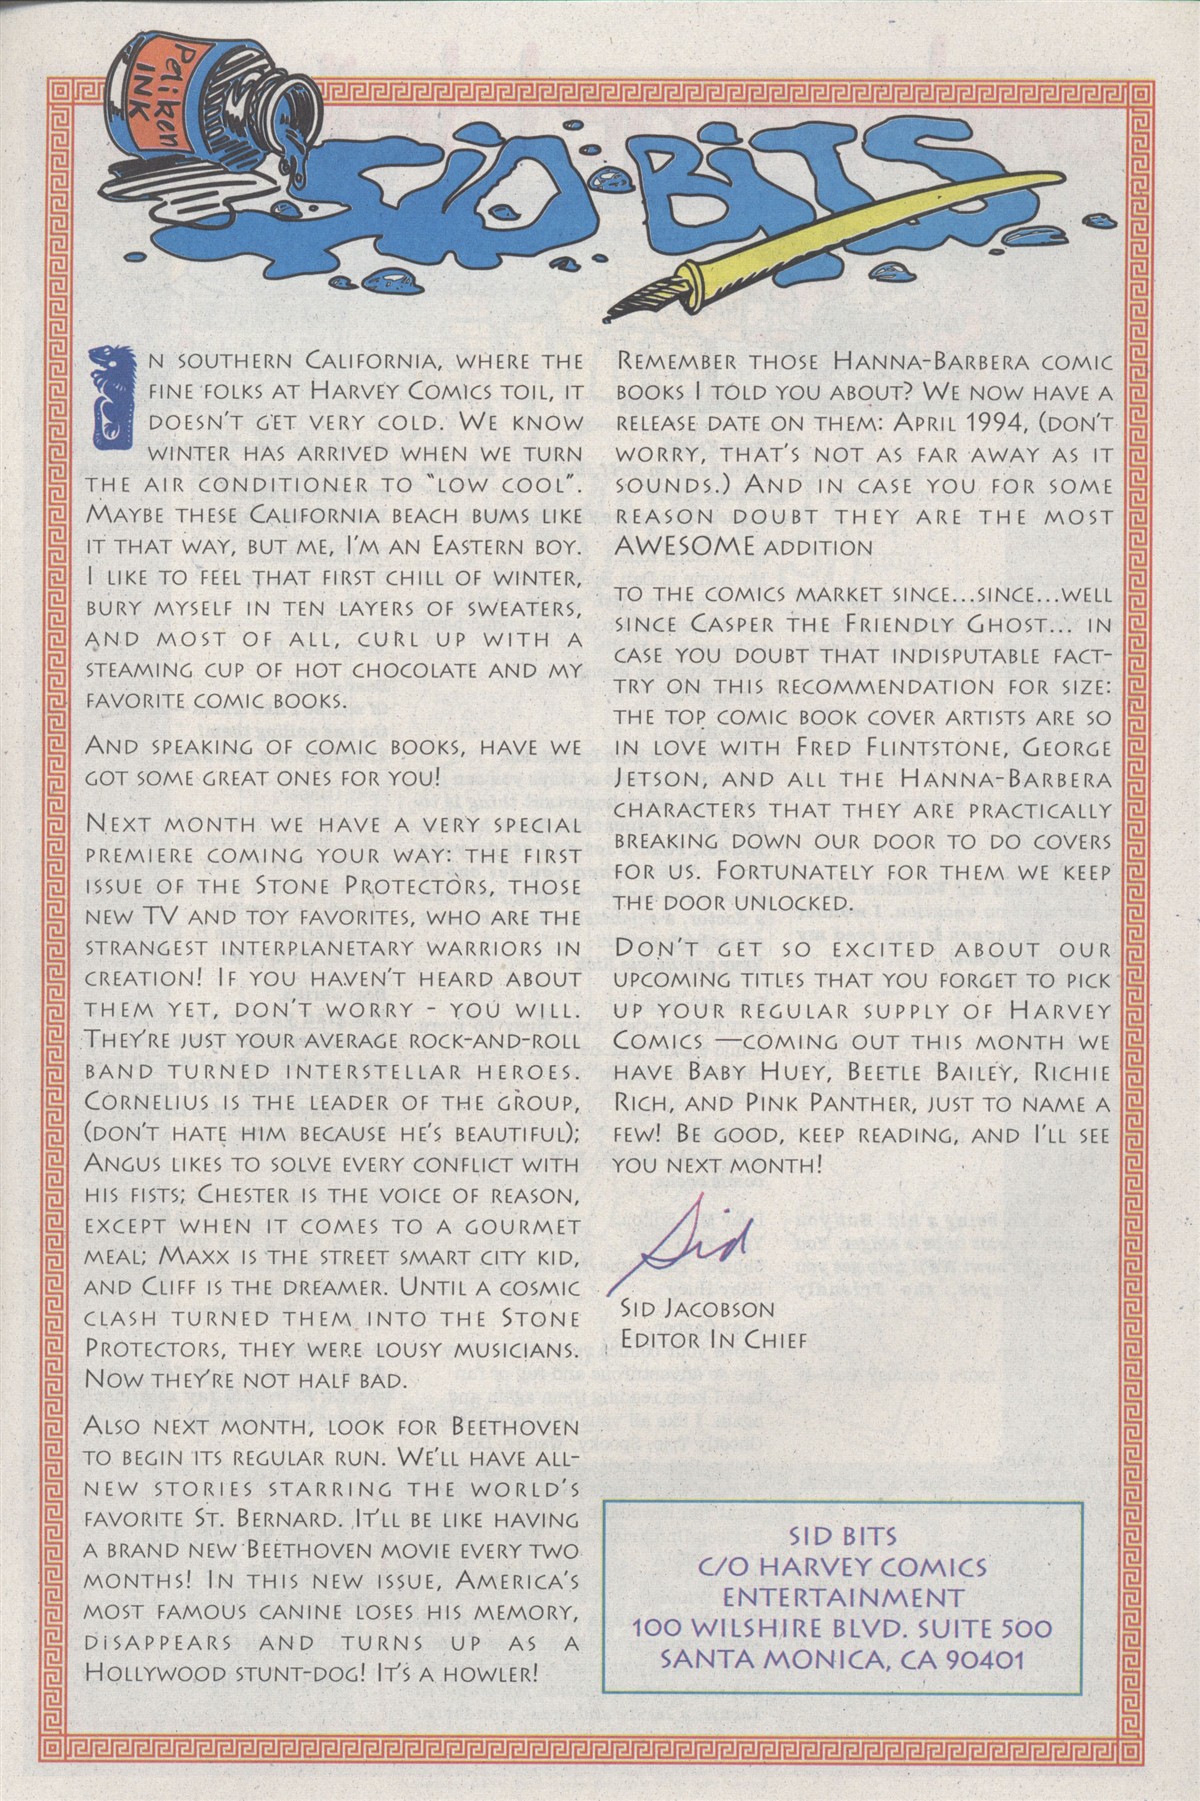 Peliken
INK
SID BITS
IN SOUTHERN CALIFORNIA, WHERE THE
FINE FOLKS AT HARVEY COMICS TOIL, IT
DOESN'T GET VERY COLD. WE KNOW
WINTER HAS ARRIVED WHEN WE TURN
THE AIR CONDITIONER TO "LOW COOL".
MAYBE THESE CALIFORNIA BEACH BUMS LIKE
IT THAT WAY, BUT ME, I'M AN EASTERN BOY.
I LIKE TO FEEL THAT FIRST CHILL OF WINTER,
BURY MYSELF IN TEN LAYERS OF SWEATERS,
AND MOST OF ALL, CURL UP WITH A
STEAMING CUP OF HOT CHOCOLATE AND MY
FAVORITE COMIC BOOKS.
AND SPEAKING OF COMIC BOOKS, HAVE WE
GOT SOME GREAT ONES FOR YOU!
NEXT MONTH WE HAVE A VERY SPECIAL
PREMIERE COMING YOUR WAY: THE FIRST
ISSUE OF THE STONE PROTECTORS, THOSE
NEW TV AND TOY FAVORITES, WHO ARE THE
STRANGEST INTERPLANETARY WARRIORS IN
CREATION! IF YOU HAVEN'T HEARD ABOUT
THEM YET, DON'T WORRY - YOU WILL.
THEY'RE JUST YOUR AVERAGE ROCK-AND-ROLL
BAND TURNED INTERSTELLAR HEROES.
CORNELIUS IS THE LEADER OF THE GROUP,
(DON'T HATE HIM BECAUSE HE'S BEAUTIFUL);
ANGUS LIKES TO SOLVE EVERY CONFLICT WITH
HIS FISTS; CHESTER IS THE VOICE OF REASON,
EXCEPT WHEN IT COMES TO A GOURMET
MEAL; MAXX IS THE STREET SMART CITY KID,
AND CLIFF IS THE DREAMER. UNTIL A COSMIC
CLASH TURNED THEM INTO THE STONE
PROTECTORS, THEY WERE LOUSY MUSICIANS.
NOW THEY'RE NOT HALF BAD.
ALSO NEXT MONTH, LOOK FOR BEETHOVEN
TO BEGIN ITS REGULAR RUN. WE'LL HAVE ALL-
NEW STORIES STARRING THE WORLD'S
FAVORITE ST. BERNARD. IT'LL BE LIKE HAVING
A BRAND NEW BEETHOVEN MOVIE EVERY TWO
MONTHS! IN THIS NEW ISSUE, AMERICA'S
MOST FAMOUS CANINE LOSES HIS MEMORY,
DISAPPEARS AND TURNS UP AS A
HOLLYWOOD STUNT-DOG! IT'S A HOWLER!
REMEMBER THOSE HANNA-BARBERA COMIC
BOOKS I TOLD YOU ABOUT? WE NOW HAVE A
RELEASE DATE ON THEM: APRIL 1994, (DON'T
WORRY, THAT'S NOT AS FAR AWAY AS IT
SOUNDS.) AND IN CASE YOU FOR SOME
REASON DOUBT THEY ARE THE MOST
AWESOME ADDITION
TO THE COMICS MARKET SINCE...SINCE...WELL
SINCE CASPER THE FRIENDLY GHOST... IN
CASE YOU DOUBT THAT INDISPUTABLE FACT-
TRY ON THIS RECOMMENDATION FOR SIZE:
THE TOP COMIC BOOK COVER ARTISTS ARE SO
IN LOVE WITH FRED FLINTSTONE, GEORGE
JETSON, AND ALL THE HANNA-BARBERA
CHARACTERS THAT THEY ARE PRACTICALLY
BREAKING DOWN OUR DOOR TO DO COVERS
FOR US. FORTUNATELY FOR THEM WE KEEP
THE DOOR UNLOCKED.
DON'T GET SO EXCITED ABOUT OUR
UPCOMING TITLES THAT YOU FORGET TO PICK
UP YOUR REGULAR SUPPLY OF HARVEY
COMICS —COMING OUT THIS MONTH WE
HAVE BABY HUEY, BEETLE BAILEY, RICHIE
RICH, AND PINK PANTHER, JUST TO NAME A
FEW! BE GOOD, KEEP READING, AND I'LL SEE
YOU NEXT MONTH!
Sid
SID JACOBSON
EDITOR IN CHIEF
SID BITS
C/O HARVEY COMICS
ENTERTAINMENT
100 WILSHIRE BLVD. SUITE 500
SANTA MONICA, CA 90401